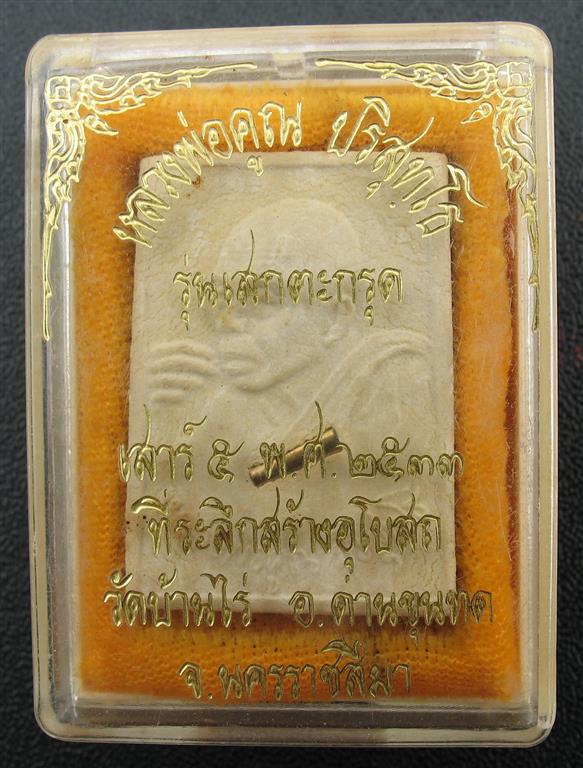 หลวงพ่อคูณ ปริสุทฺโธ
รุ่นเสกตะกรุด
เสาร์ ๕ พ.ศ. ๒๕๓๓
ที่ระลึกสร้างอุโบสถ
วัดบ้านไร่ อ.ด่านขุนทด
จ.นครราชสีมา